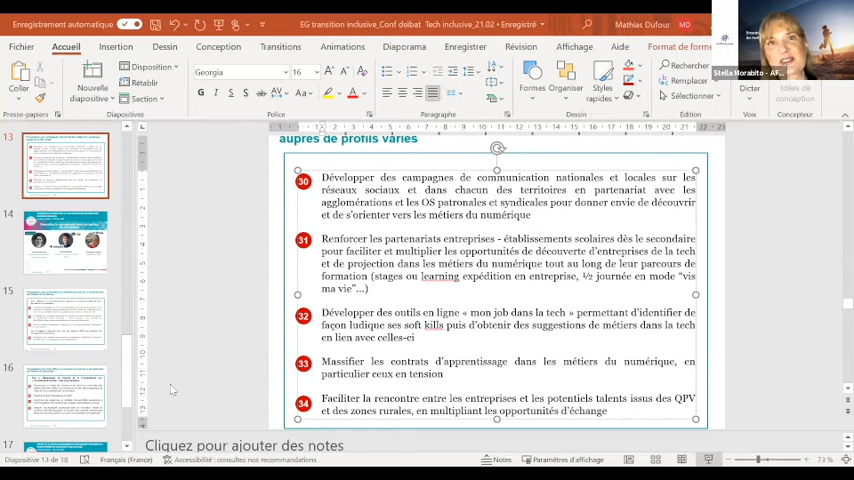 Enregistrement automatique
EG transition inclusive_Conf débat Tech inclusive_21.02 • Enregistré
Mathias Dufour
MD
Fichier
Accueil
Insertion
Dessin
Conception
Transitions
Animations
Diaporama
Enregistrer
Révision
Affichage
Aide
Format de forme
Coller
Nouvelle
diapositive
Disposition
Rétablir
Section
Georgia
16
G I S
Formes
Organiser
Styles
rapides
Rechercher
Remplacer
Sélectionner
Idées de
conception
Stella Morabito - AF...
Presse-papiers
Diapositives
Police
Paragraphe
Dessin
13
14
15
16
17
auprès de profils variés
30 Développer des campagnes de communication nationales et locales sur les
réseaux sociaux et dans chacun des territoires en partenariat avec les
agglomérations et les OS patronales et syndicales pour donner envie de découvrir
et de s'orienter vers les métiers du numérique
31 Renforcer les partenariats entreprises - établissements scolaires dès le secondaire
pour faciliter et multiplier les opportunités de découverte d'entreprises de la tech
et de projection dans les métiers du numérique tout au long de leur parcours de
formation (stages ou learning expédition en entreprise, ½ journée en mode "vis
ma vie"...)
32 Développer des outils en ligne « mon job dans la tech » permettant d'identifier de
façon ludique ses soft kills puis d'obtenir des suggestions de métiers dans la tech
en lien avec celles-ci
33 Massifier les contrats d'apprentissage dans les métiers du numérique, en
particulier ceux en tension
34 Faciliter la rencontre entre les entreprises et les potentiels talents issus des QPV
et des zones rurales, en multipliant les opportunités d'échange
Cliquez pour ajouter des notes
Diapositive 13 de 18
Français (France)
Accessibilité : consultez nos recommandations
Notes
Paramètres d'affichage
73 %